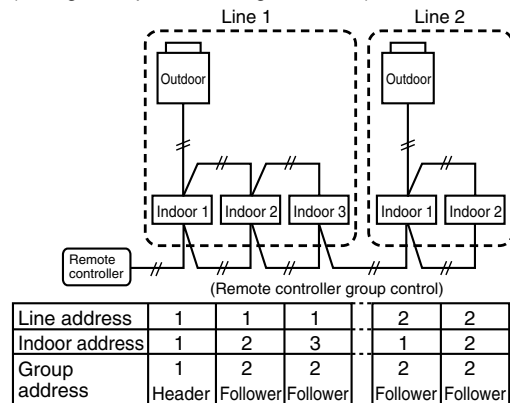 Line 1 Line 2
Outdoor Outdoor
Indoor 1 Indoor 2 Indoor 3 Indoor 1 Indoor 2
Remote
controller
(Remote controller group control)
Line address 1 1 1 2 2
Indoor address 1 2 3 1 2
Group 1 2 2 2 2
address Header Follower Follower Follower Follower